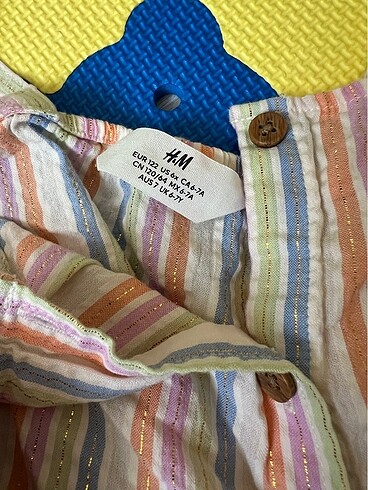 H&M
EUR 122 US 6X CA 6-7A
CN 120/64 MX 6-7A
AUS 7 UK 6-7Y